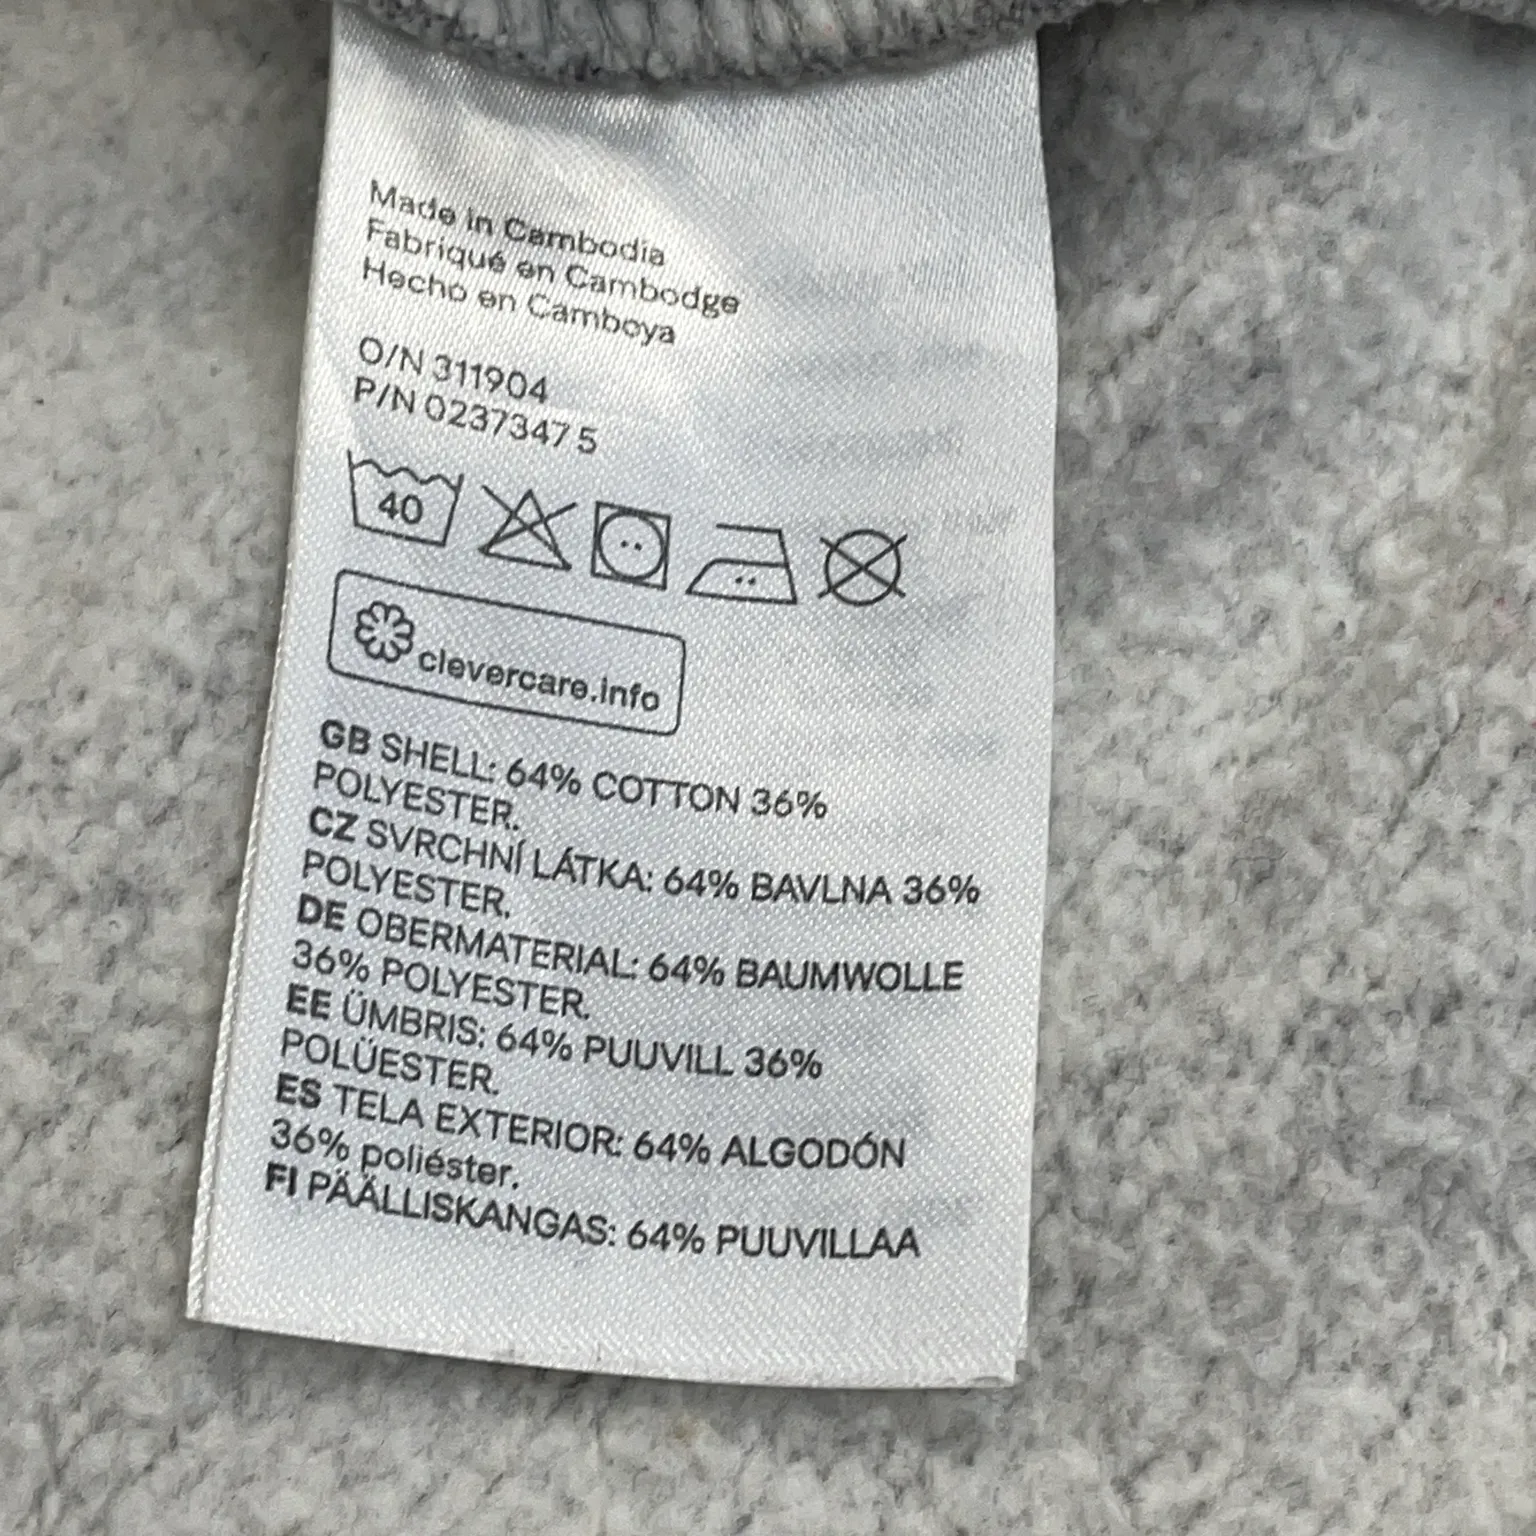 Made in Cambodia
Fabriqué en Cambodge
Hecho en Camboya
O/N 311904
P/N 02373475
40
clevercare.info
GB SHELL: 64% COTTON 36%
POLYESTER.
CZ SVRCHNÍ LÁTKA: 64% BAVLNA 36%
POLYESTER.
DE OBERMATERIAL: 64% BAUMWOLLE
36% POLYESTER.
EE ÜMBRIS: 64% PUUVILL 36%
POLÜESTER.
ES TELA EXTERIOR: 64% ALGODÓN
36% poliéster.
FI PÄÄLLISKANGAS: 64% PUUVILLAA